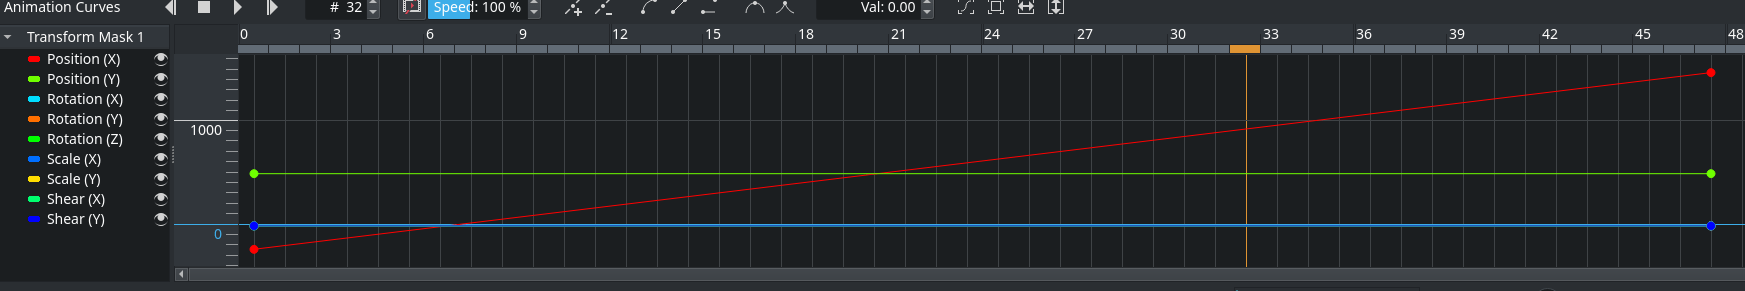 Animation Curves # 32 Speed: 100 % Val: 0.00
Transform Mask 1 0 3 6 9 12 15 18 21 24 27 30 33 36 39 42 45 48
Position (X)
Position (Y)
Rotation (X)
Rotation (Y)
Rotation (Z)
Scale (X)
Scale (Y)
Shear (X)
Shear (Y)
1000
0